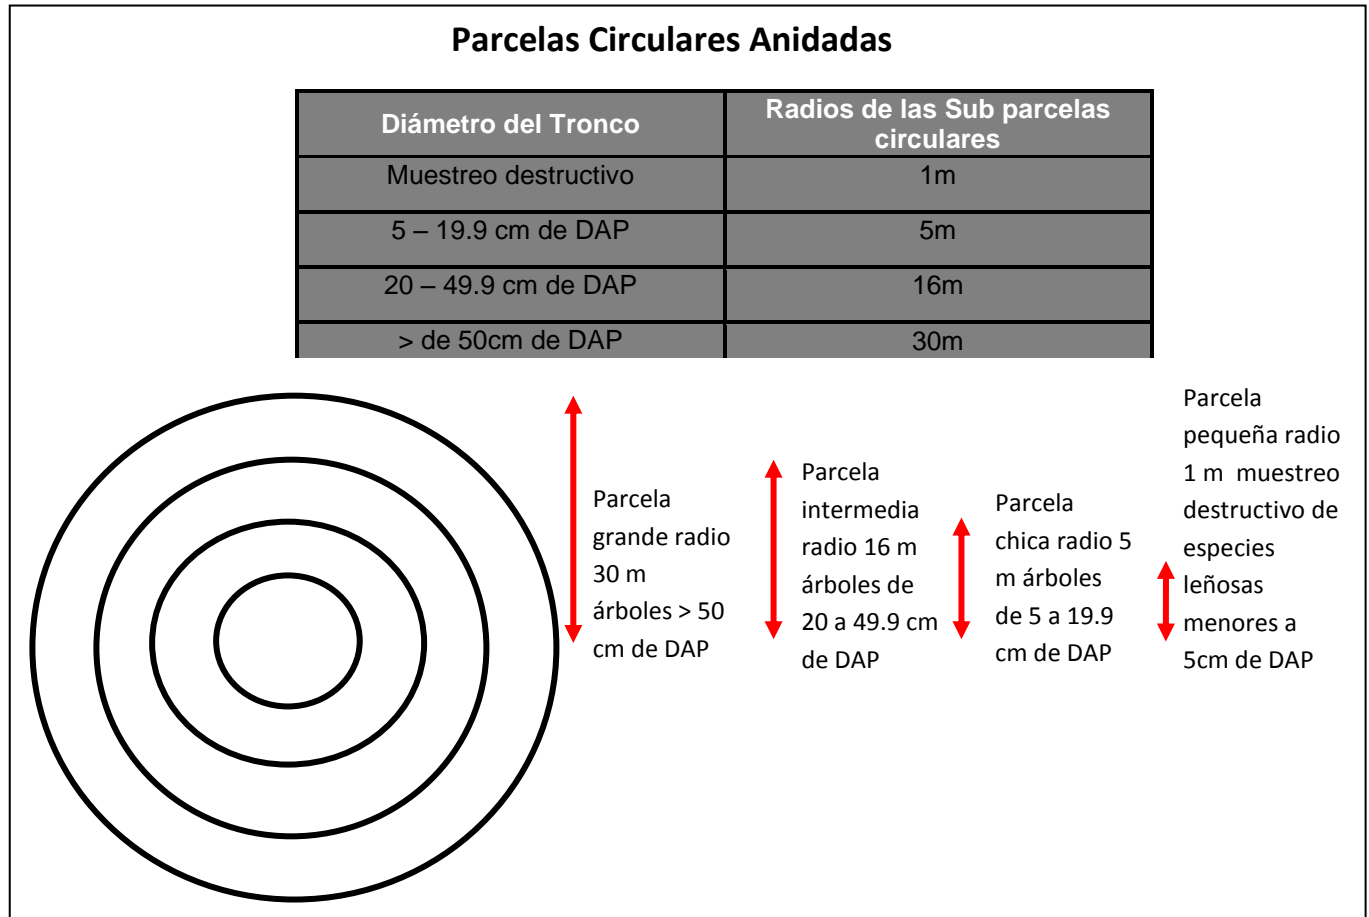 Parcelas Circulares Anidadas
Diámetro del Tronco
Radios de las Sub parcelas
circulares
Muestreo destructivo
1m
5 – 19.9 cm de DAP
5m
20 – 49.9 cm de DAP
16m
> de 50cm de DAP
30m
Parcela
grande radio
30 m
árboles > 50
cm de DAP
Parcela
intermedia
radio 16 m
árboles de
20 a 49.9 cm
de DAP
Parcela
chica radio 5
m árboles
de 5 a 19.9
cm de DAP
Parcela
pequeña radio
1 m muestreo
destructivo de
especies
leñosas
menores a
5cm de DAP